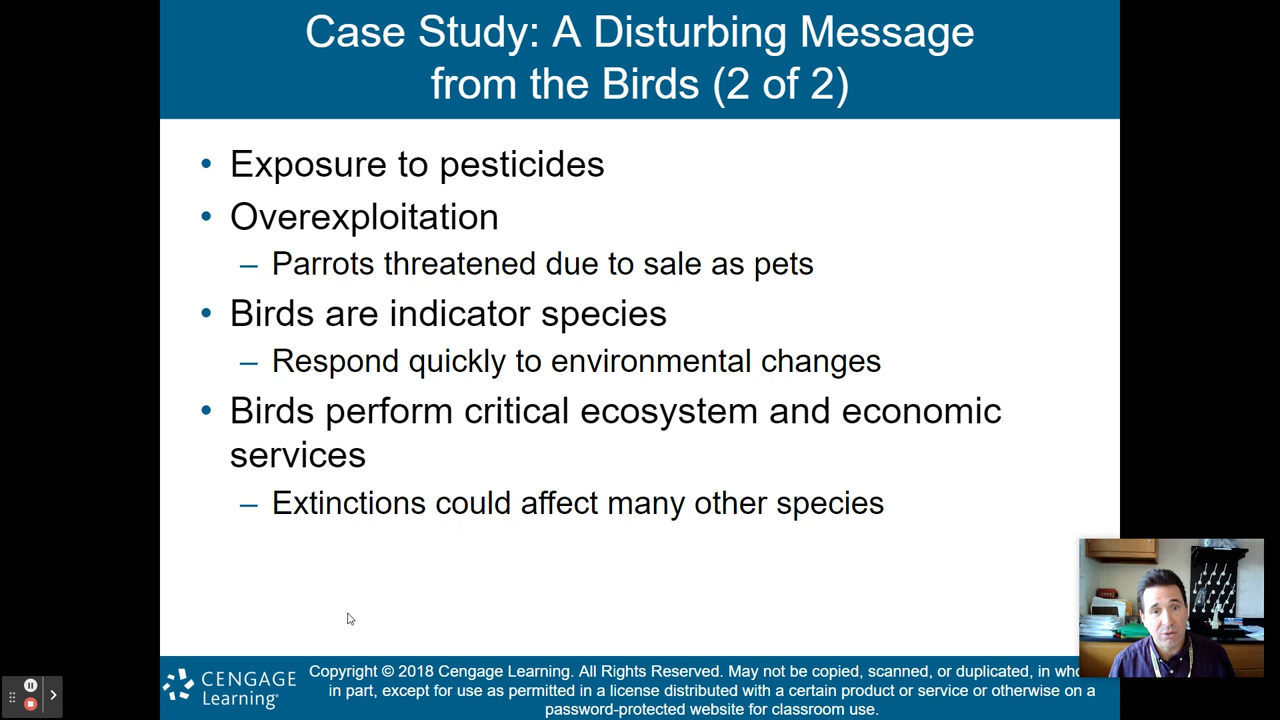 Case Study: A Disturbing Message
from the Birds (2 of 2)
• Exposure to pesticides
• Overexploitation
– Parrots threatened due to sale as pets
• Birds are indicator species
– Respond quickly to environmental changes
• Birds perform critical ecosystem and economic
services
– Extinctions could affect many other species
CENGAGE
Learning®
Copyright © 2018 Cengage Learning. All Rights Reserved. May not be copied, scanned, or duplicated, in
in part, except for use as permitted in a license distributed with a certain product or service or otherwise on a
password-protected website for classroom use.